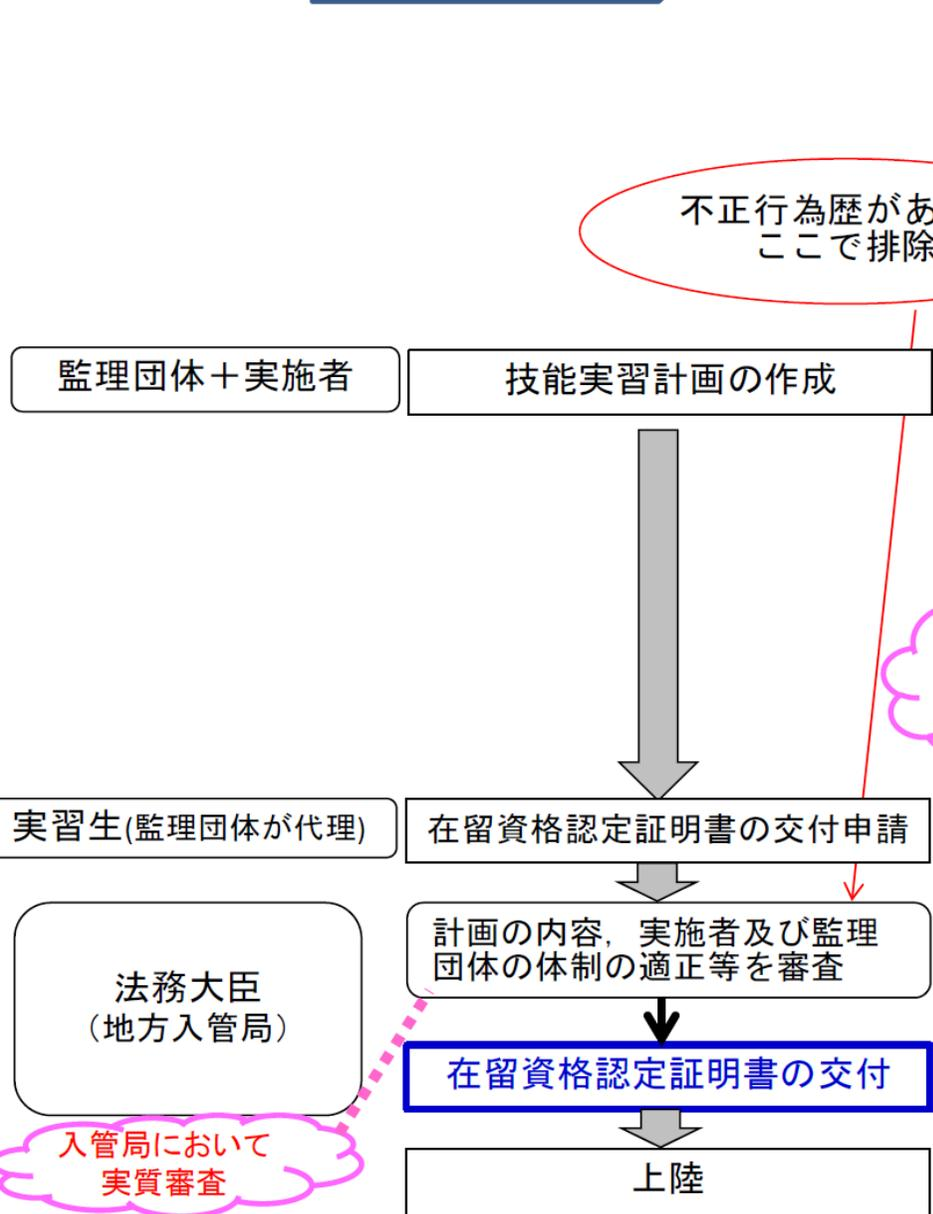 不正行為歴があ
ここで排除
監理団体＋実施者
技能実習計画の作成
実習生(監理団体が代理)
在留資格認定証明書の交付申請
計画の内容，実施者及び監理
団体の体制の適正等を審査
法務大臣
（地方入管局）
在留資格認定証明書の交付
入管局において
実質審査
上陸